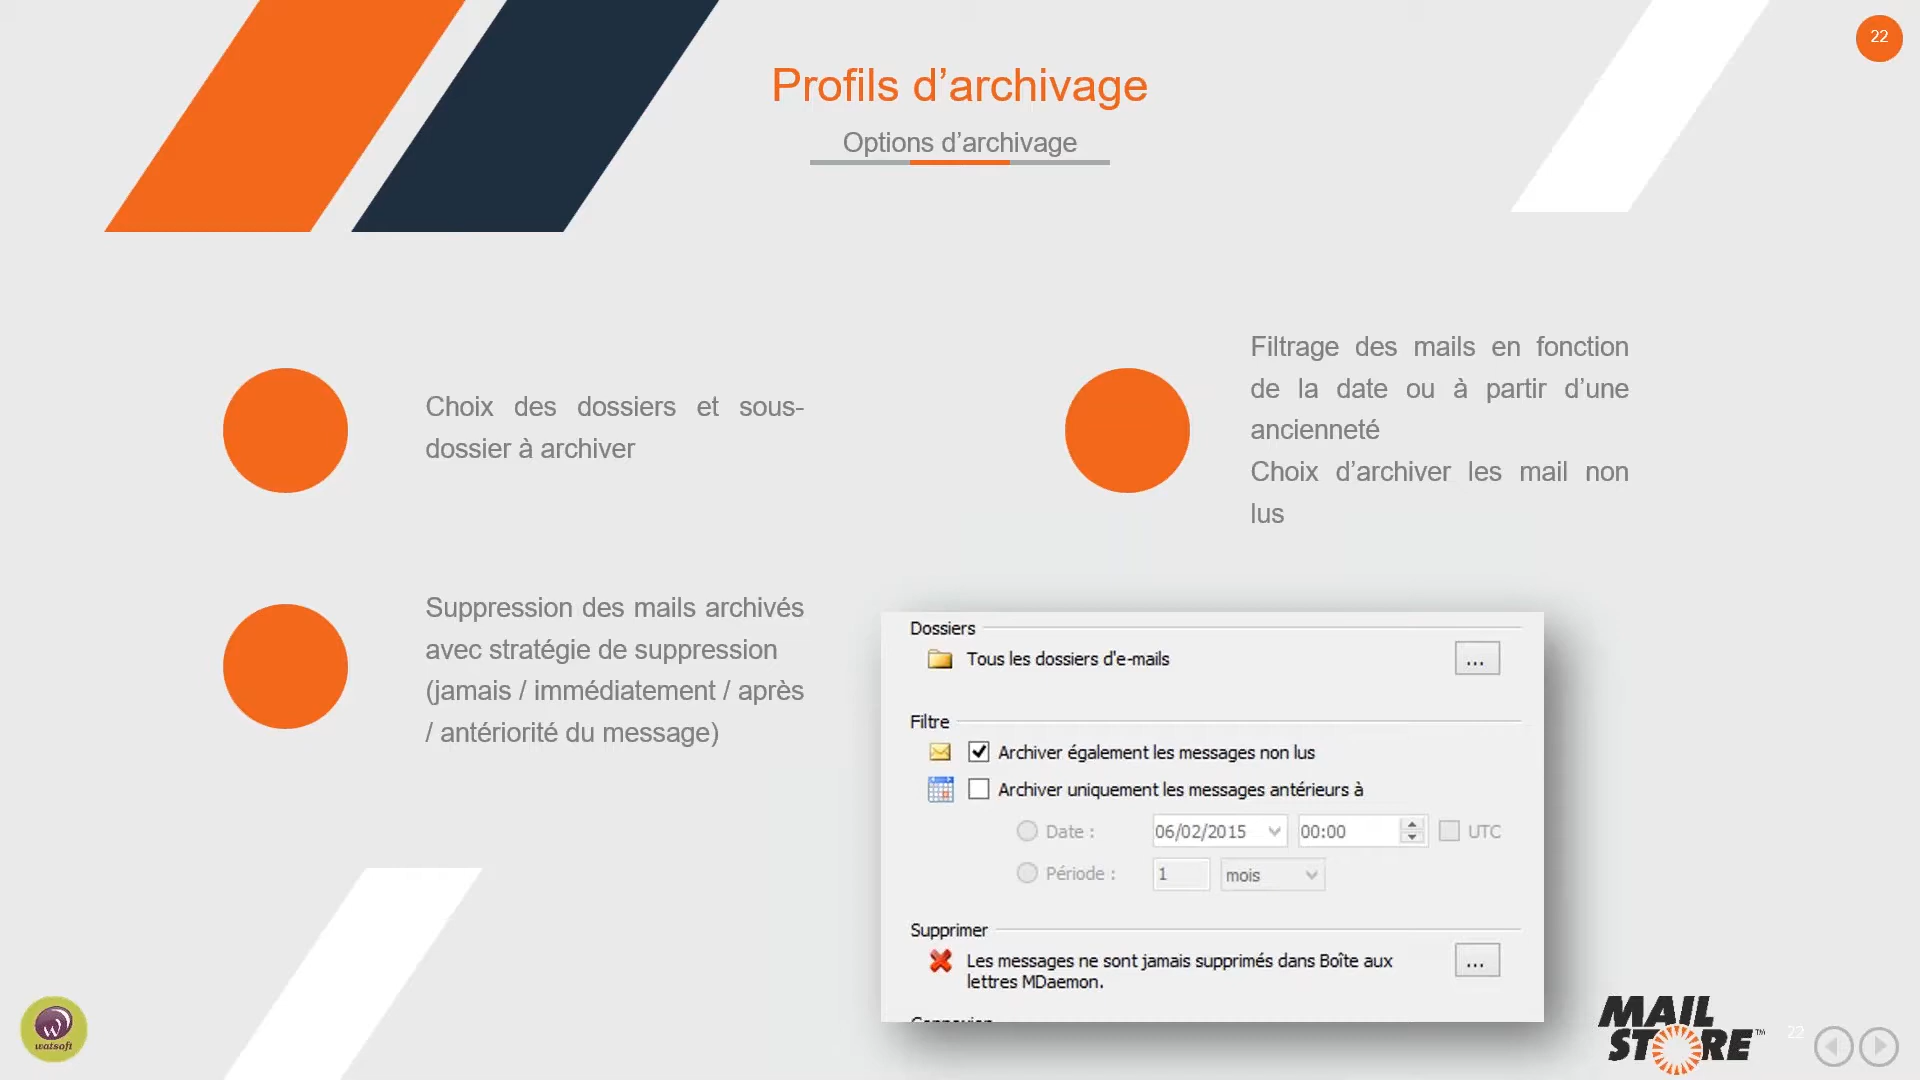 22
Profils d’archivage
Options d’archivage
Choix des dossiers et sous-
dossier à archiver
Filtrage des mails en fonction
de la date ou à partir d’une
ancienneté
Choix d’archiver les mail non
lus
Suppression des mails archivés
avec stratégie de suppression
(jamais / immédiatement / après
/ antériorité du message)
Dossiers
Tous les dossiers d'e-mails
...
Filtre
Archiver également les messages non lus
Archiver uniquement les messages antérieurs à
Date : 06/02/2015 00:00 UTC
Période : 1 mois
Supprimer
Les messages ne sont jamais supprimés dans Boîte aux
lettres MDaemon.
...
watsoft
MAIL
STORE™
22